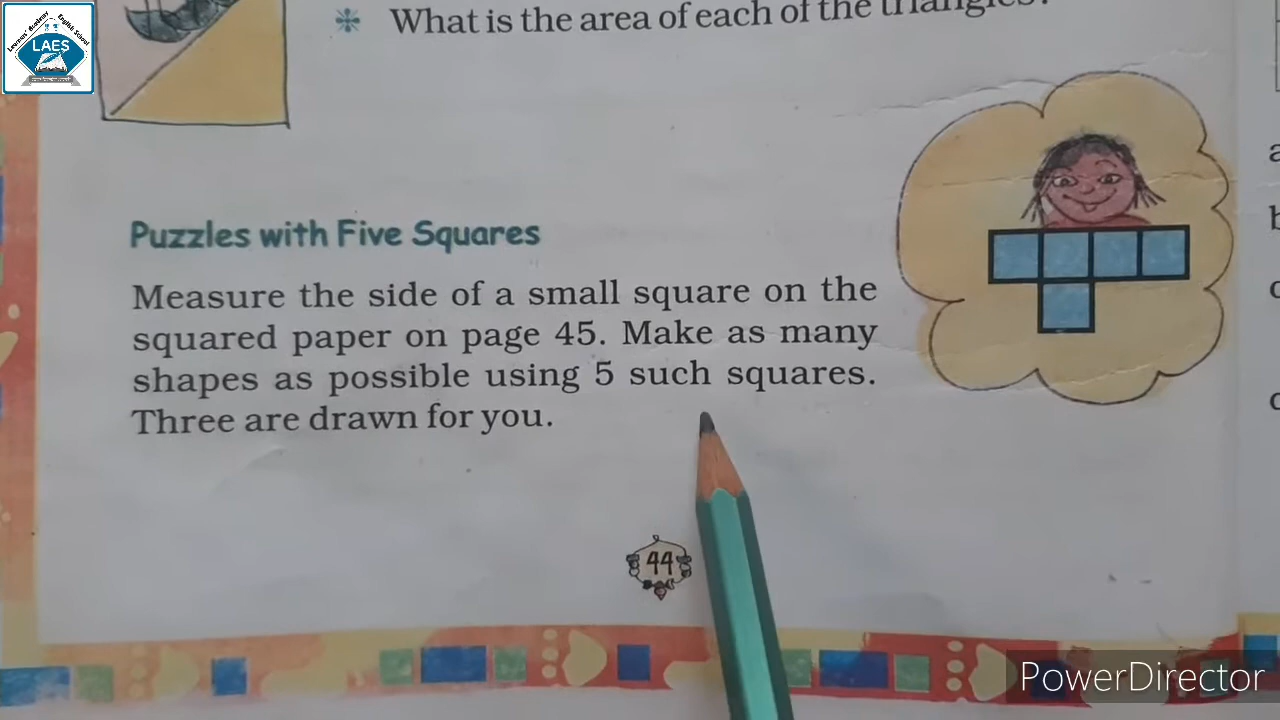 LAES
What is the area of each of the triangles?
Puzzles with Five Squares
Measure the side of a small square on the
squared paper on page 45. Make as many
shapes as possible using 5 such squares.
Three are drawn for you.
44
PowerDirector